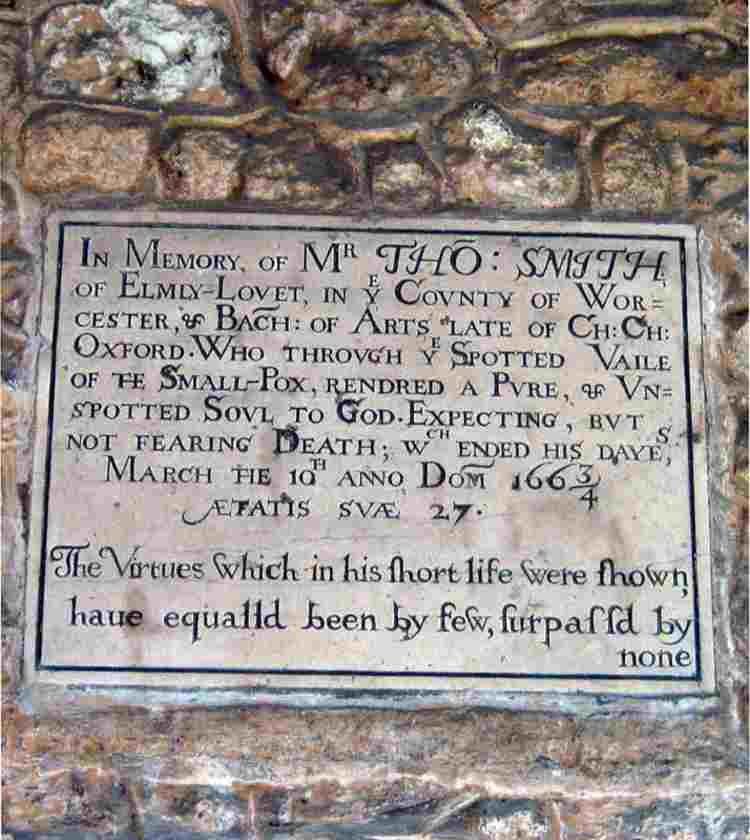 IN MEMORY OF Mᴿ THŌ: SMITH,
OF ELMLY-LOVET, IN Yᴱ COVNTY OF WOR=
CESTER, & BACH: OF ARTS LATE OF CH: CH:
OXFORD. WHO THROVGH Yᴱ SPOTTED VAILE
OF THE SMALL-POX, RENDRED A PVRE, & VN=
SPOTTED SOVL TO GOD. EXPECTING, BVT
NOT FEARING DEATH; Wᶜᴴ ENDED HIS DAYEˢ,
MARCH THE 10ᵀᴴ ANNO DOM̄ 166¾
ÆTATIS SVÆ 27.
The Virtues which in his ſhort life were ſhown,
haue equalld been by few, ſurpaſſd by
none